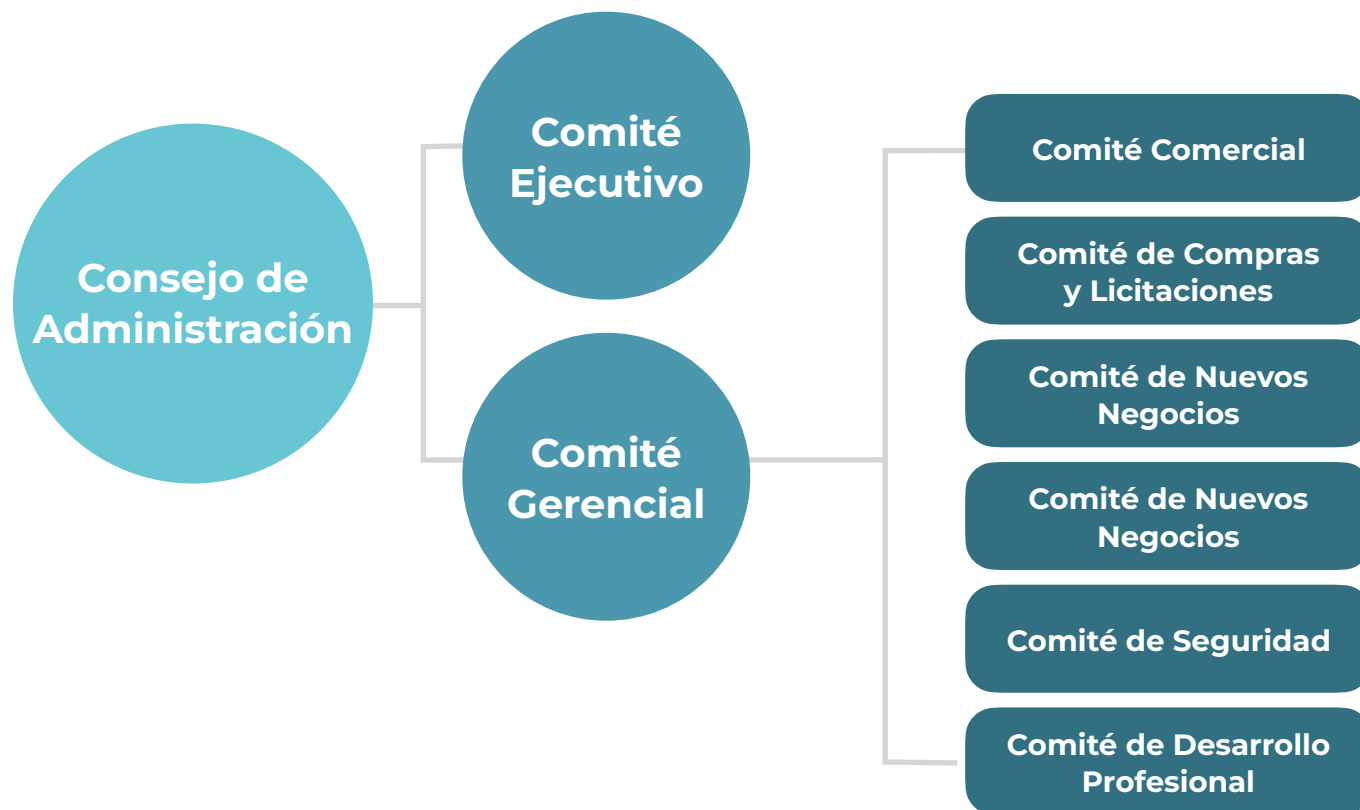 Consejo de
Administración
Comité
Ejecutivo
Comité
Gerencial
Comité Comercial
Comité de Compras
y Licitaciones
Comité de Nuevos
Negocios
Comité de Nuevos
Negocios
Comité de Seguridad
Comité de Desarrollo
Profesional